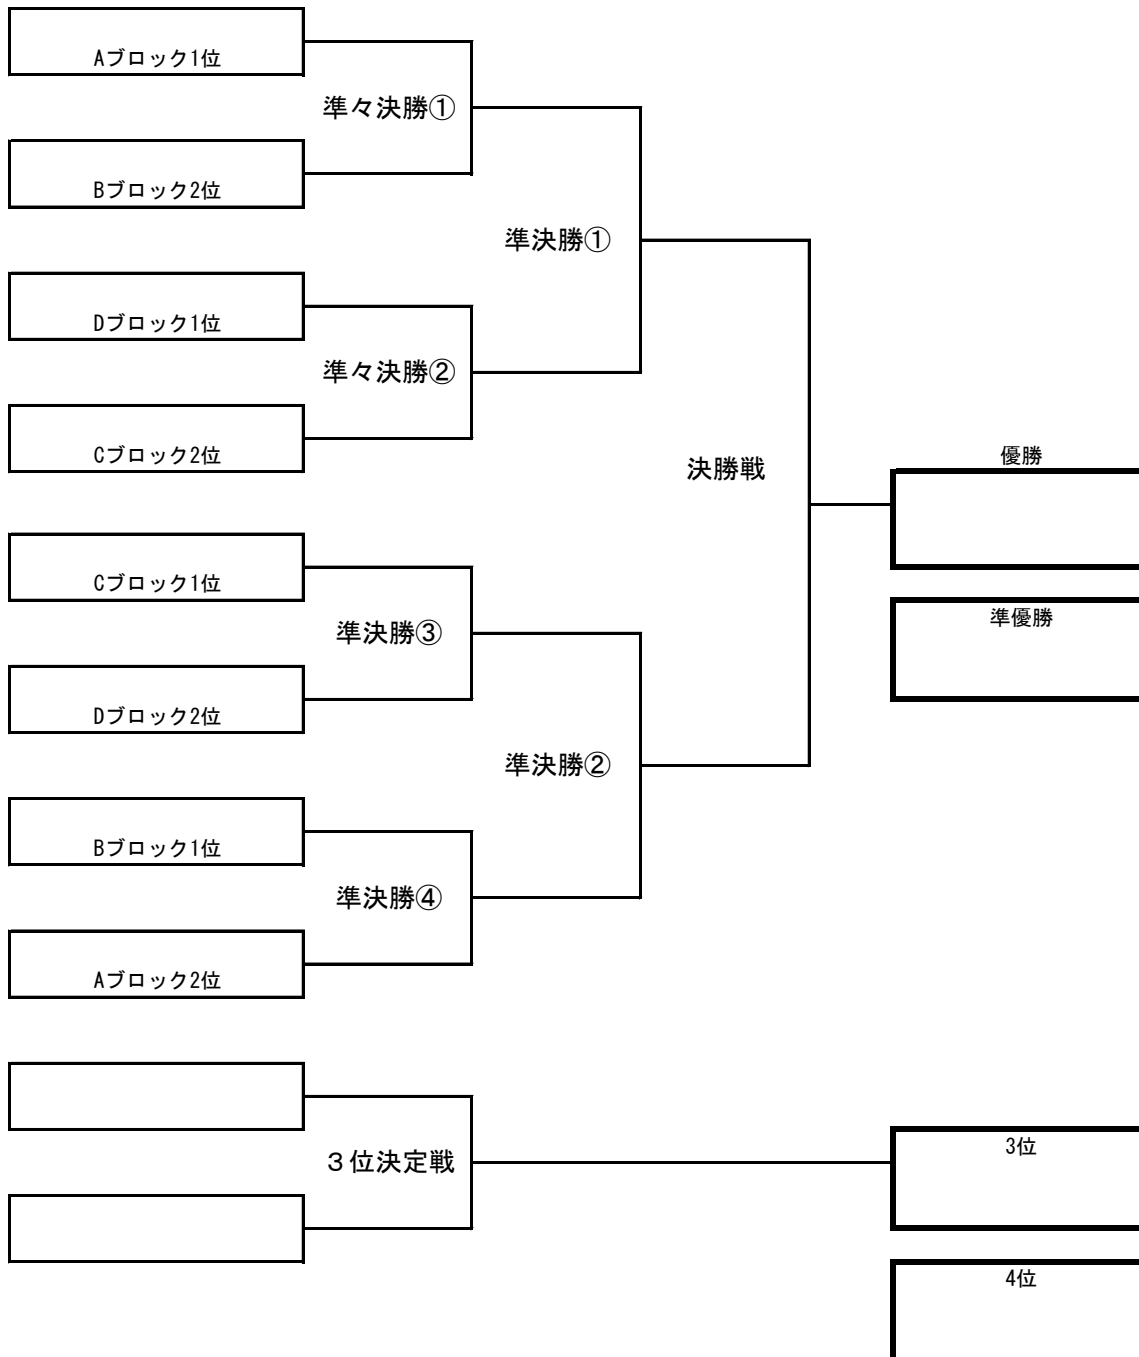 Aブロック1位
準々決勝①
Bブロック2位
準決勝①
Dブロック1位
準々決勝②
Cブロック2位
決勝戦
優勝
Cブロック1位
準優勝
準決勝③
Dブロック2位
準決勝②
Bブロック1位
準決勝④
Aブロック2位
３位決定戦
3位
4位